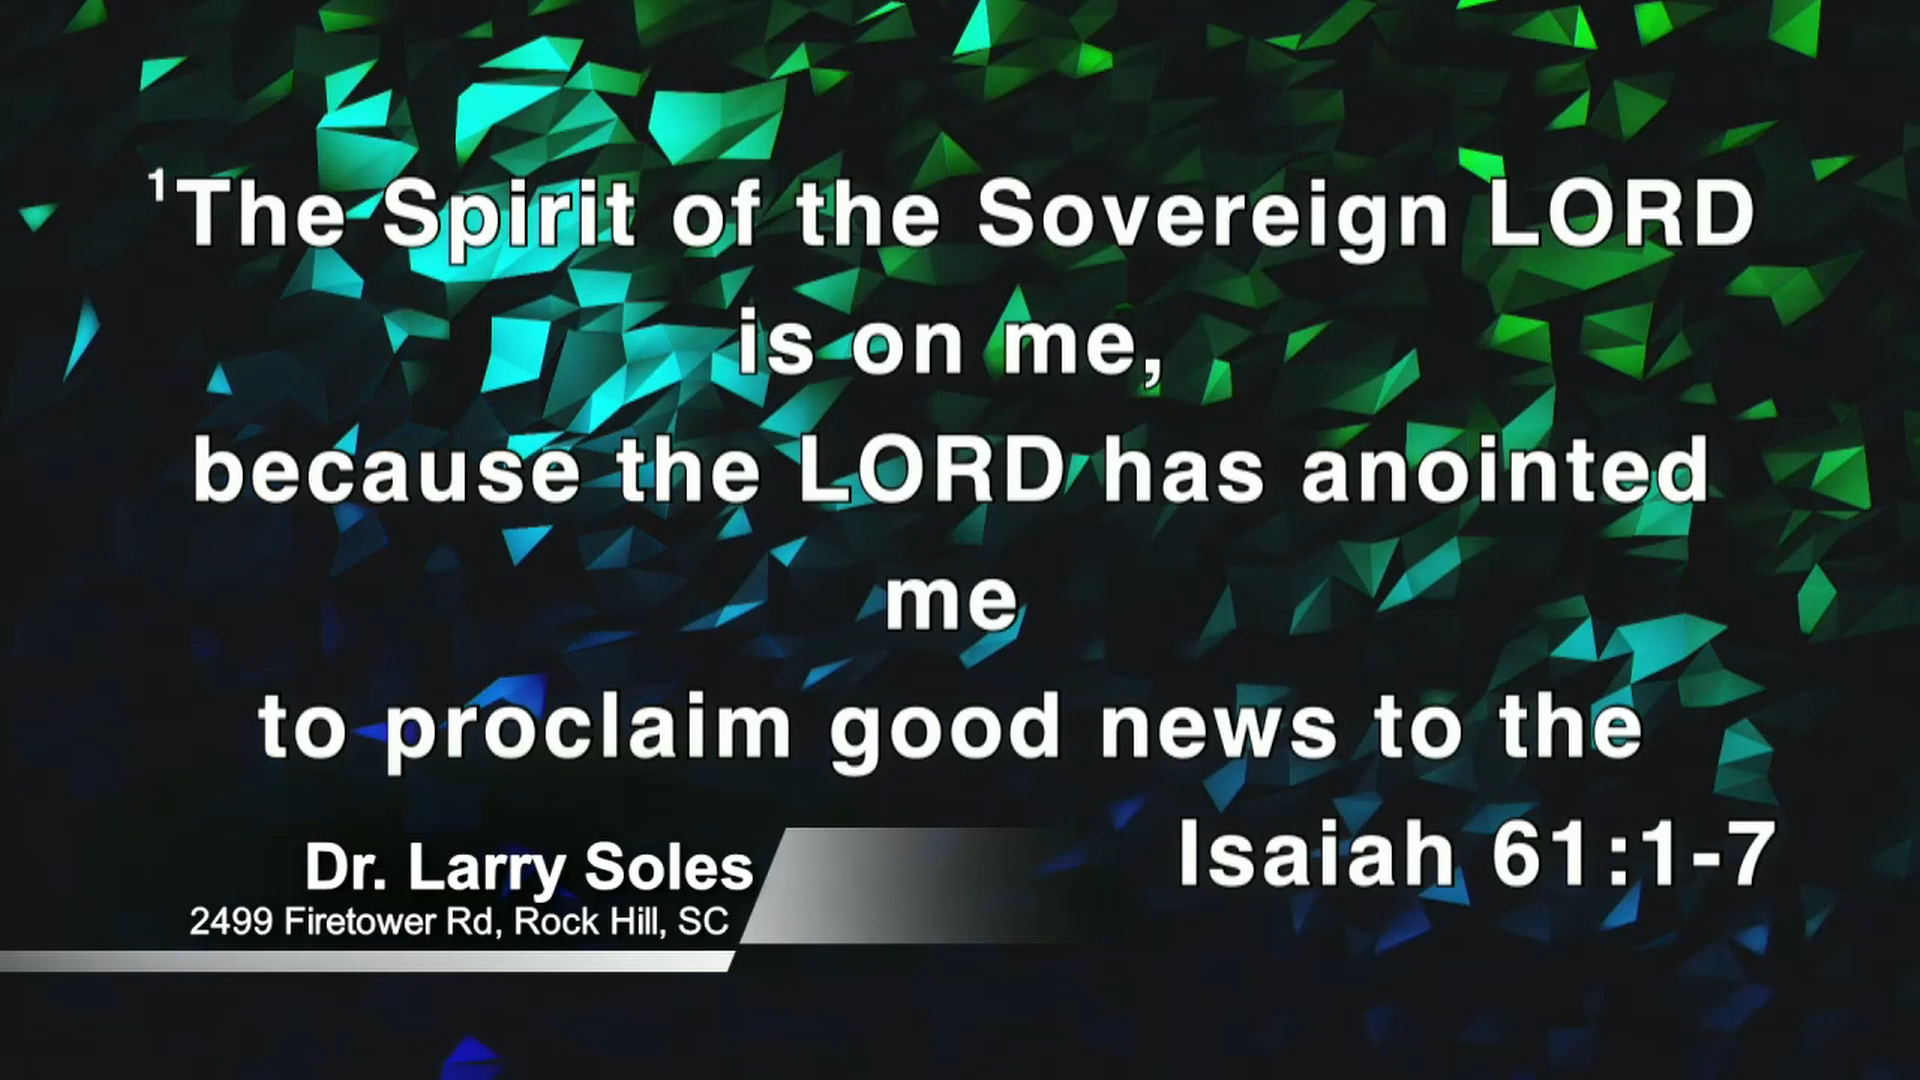 ¹The Spirit of the Sovereign LORD
is on me,
because the LORD has anointed
me
to proclaim good news to the
Isaiah 61:1-7
Dr. Larry Soles
2499 Firetower Rd, Rock Hill, SC